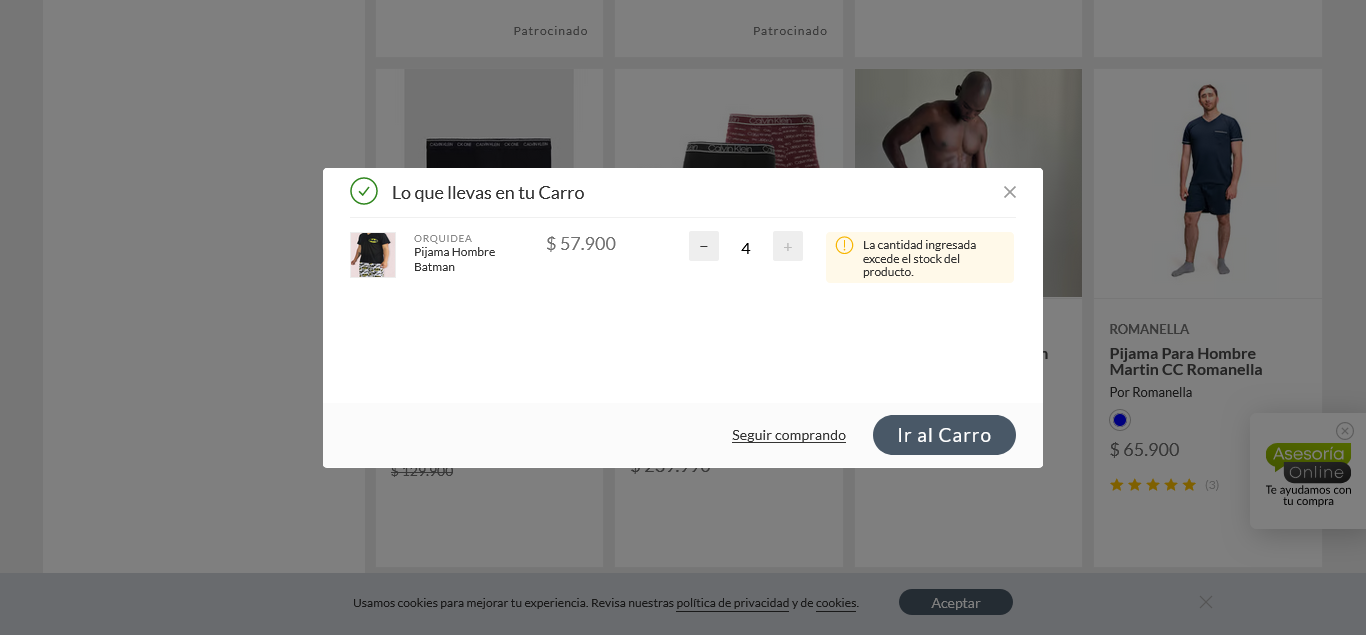 Patrocinado
Patrocinado
Lo que llevas en tu Carro
ORQUIDEA
Pijama Hombre
Batman
$ 57.900
−
4
+
La cantidad ingresada
excede el stock del
producto.
Seguir comprando
Ir al Carro
$ 129.900
ROMANELLA
Pijama Para Hombre
Martin CC Romanella
Por Romanella
$ 65.900
(3)
Asesoría
Online
Te ayudamos con
tu compra
Usamos cookies para mejorar tu experiencia. Revisa nuestras política de privacidad y de cookies.
Aceptar